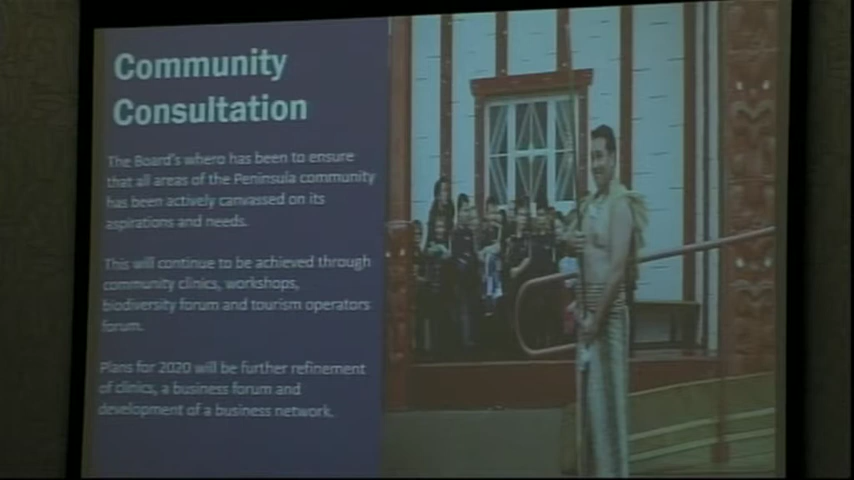 Community
Consultation
The Board's whero has been to ensure
that all areas of the Peninsula community
has been actively canvassed on its
aspirations and needs.
This will continue to be achieved through
community clinics, workshops,
biodiversity forum and tourism operators
forum.
Plans for 2020 will be further refinement
of clinics, a business forum and
development of a business network.